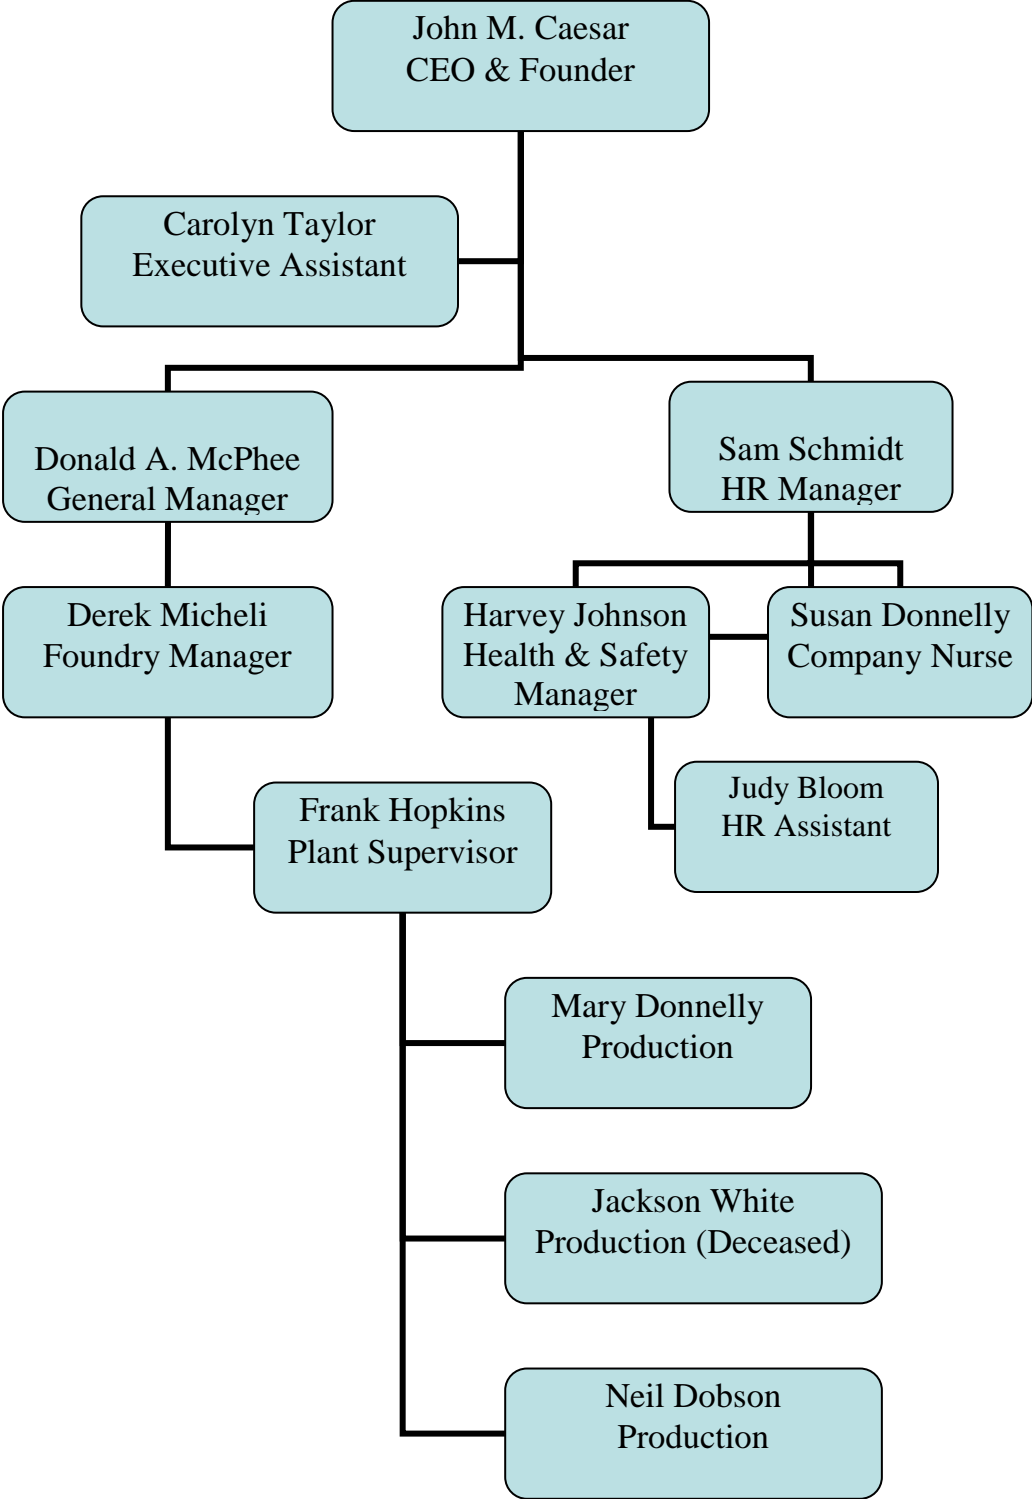 John M. Caesar
CEO & Founder
Carolyn Taylor
Executive Assistant
Donald A. McPhee
General Manager
Sam Schmidt
HR Manager
Derek Micheli
Foundry Manager
Harvey Johnson
Health & Safety
Manager
Susan Donnelly
Company Nurse
Judy Bloom
HR Assistant
Frank Hopkins
Plant Supervisor
Mary Donnelly
Production
Jackson White
Production (Deceased)
Neil Dobson
Production